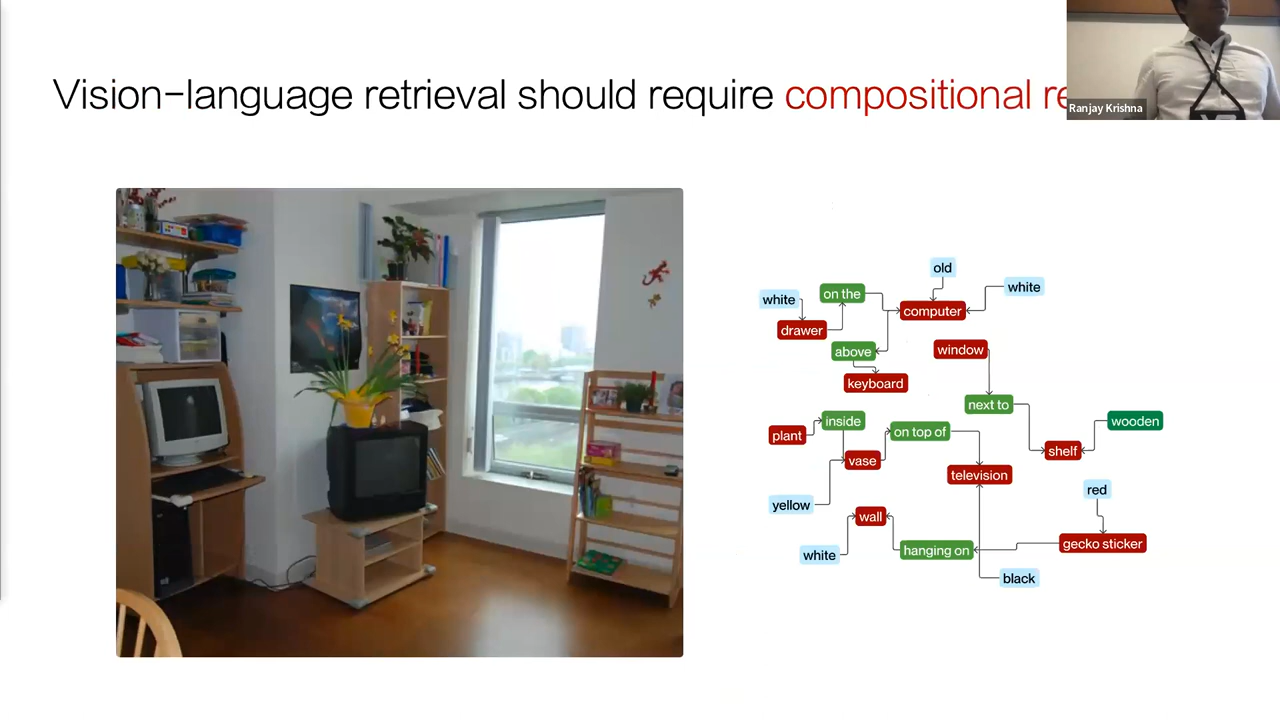 Vision-language retrieval should require compositional re
Ranjay Krishna
old
white
on the
white
computer
drawer
above
window
keyboard
next to
inside
wooden
on top of
plant
shelf
vase
television
red
yellow
wall
gecko sticker
hanging on
white
black